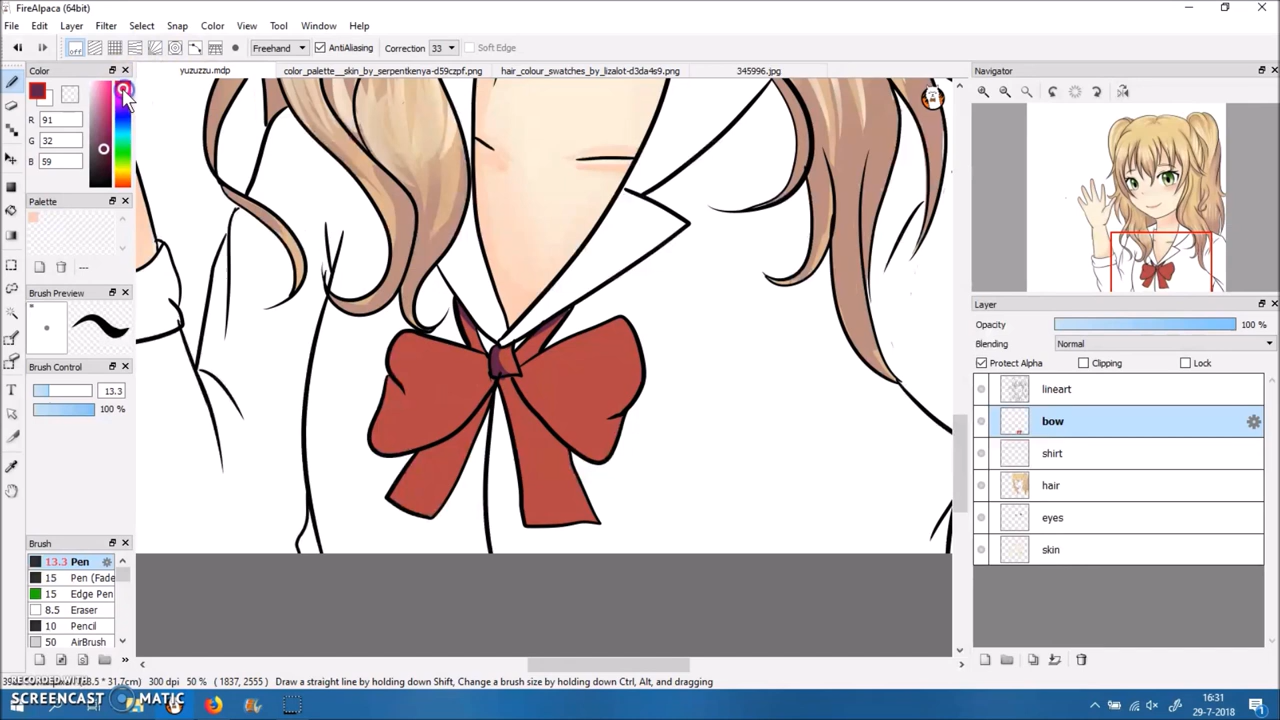 FireAlpaca (64bit)
File Edit Layer Filter Select Snap Color View Tool Window Help
off Freehand AntiAliasing Correction 33 Soft Edge
Color yuzuzzu.mdp color_palette__skin_by_serpentkenya-d59czpf.png hair_colour_swatches_by_lizalot-d3da4s9.png 345996.jpg Navigator
R 91
G 32
B 59
Palette
---
Brush Preview
Brush Control
13.3
100 %
Layer
Opacity 100 %
Blending Normal
Protect Alpha Clipping Lock
lineart
bow
shirt
hair
eyes
skin
Brush
13.3 Pen
15 Pen (Fade
15 Edge Pen
8.5 Eraser
10 Pencil
50 AirBrush
300 dpi 50 % (1837, 2555) Draw a straight line by holding down Shift, Change a brush size by holding down Ctrl, Alt, and dragging
RECORDED WITH
SCREENCAST MATIC
16:31
29-7-2018